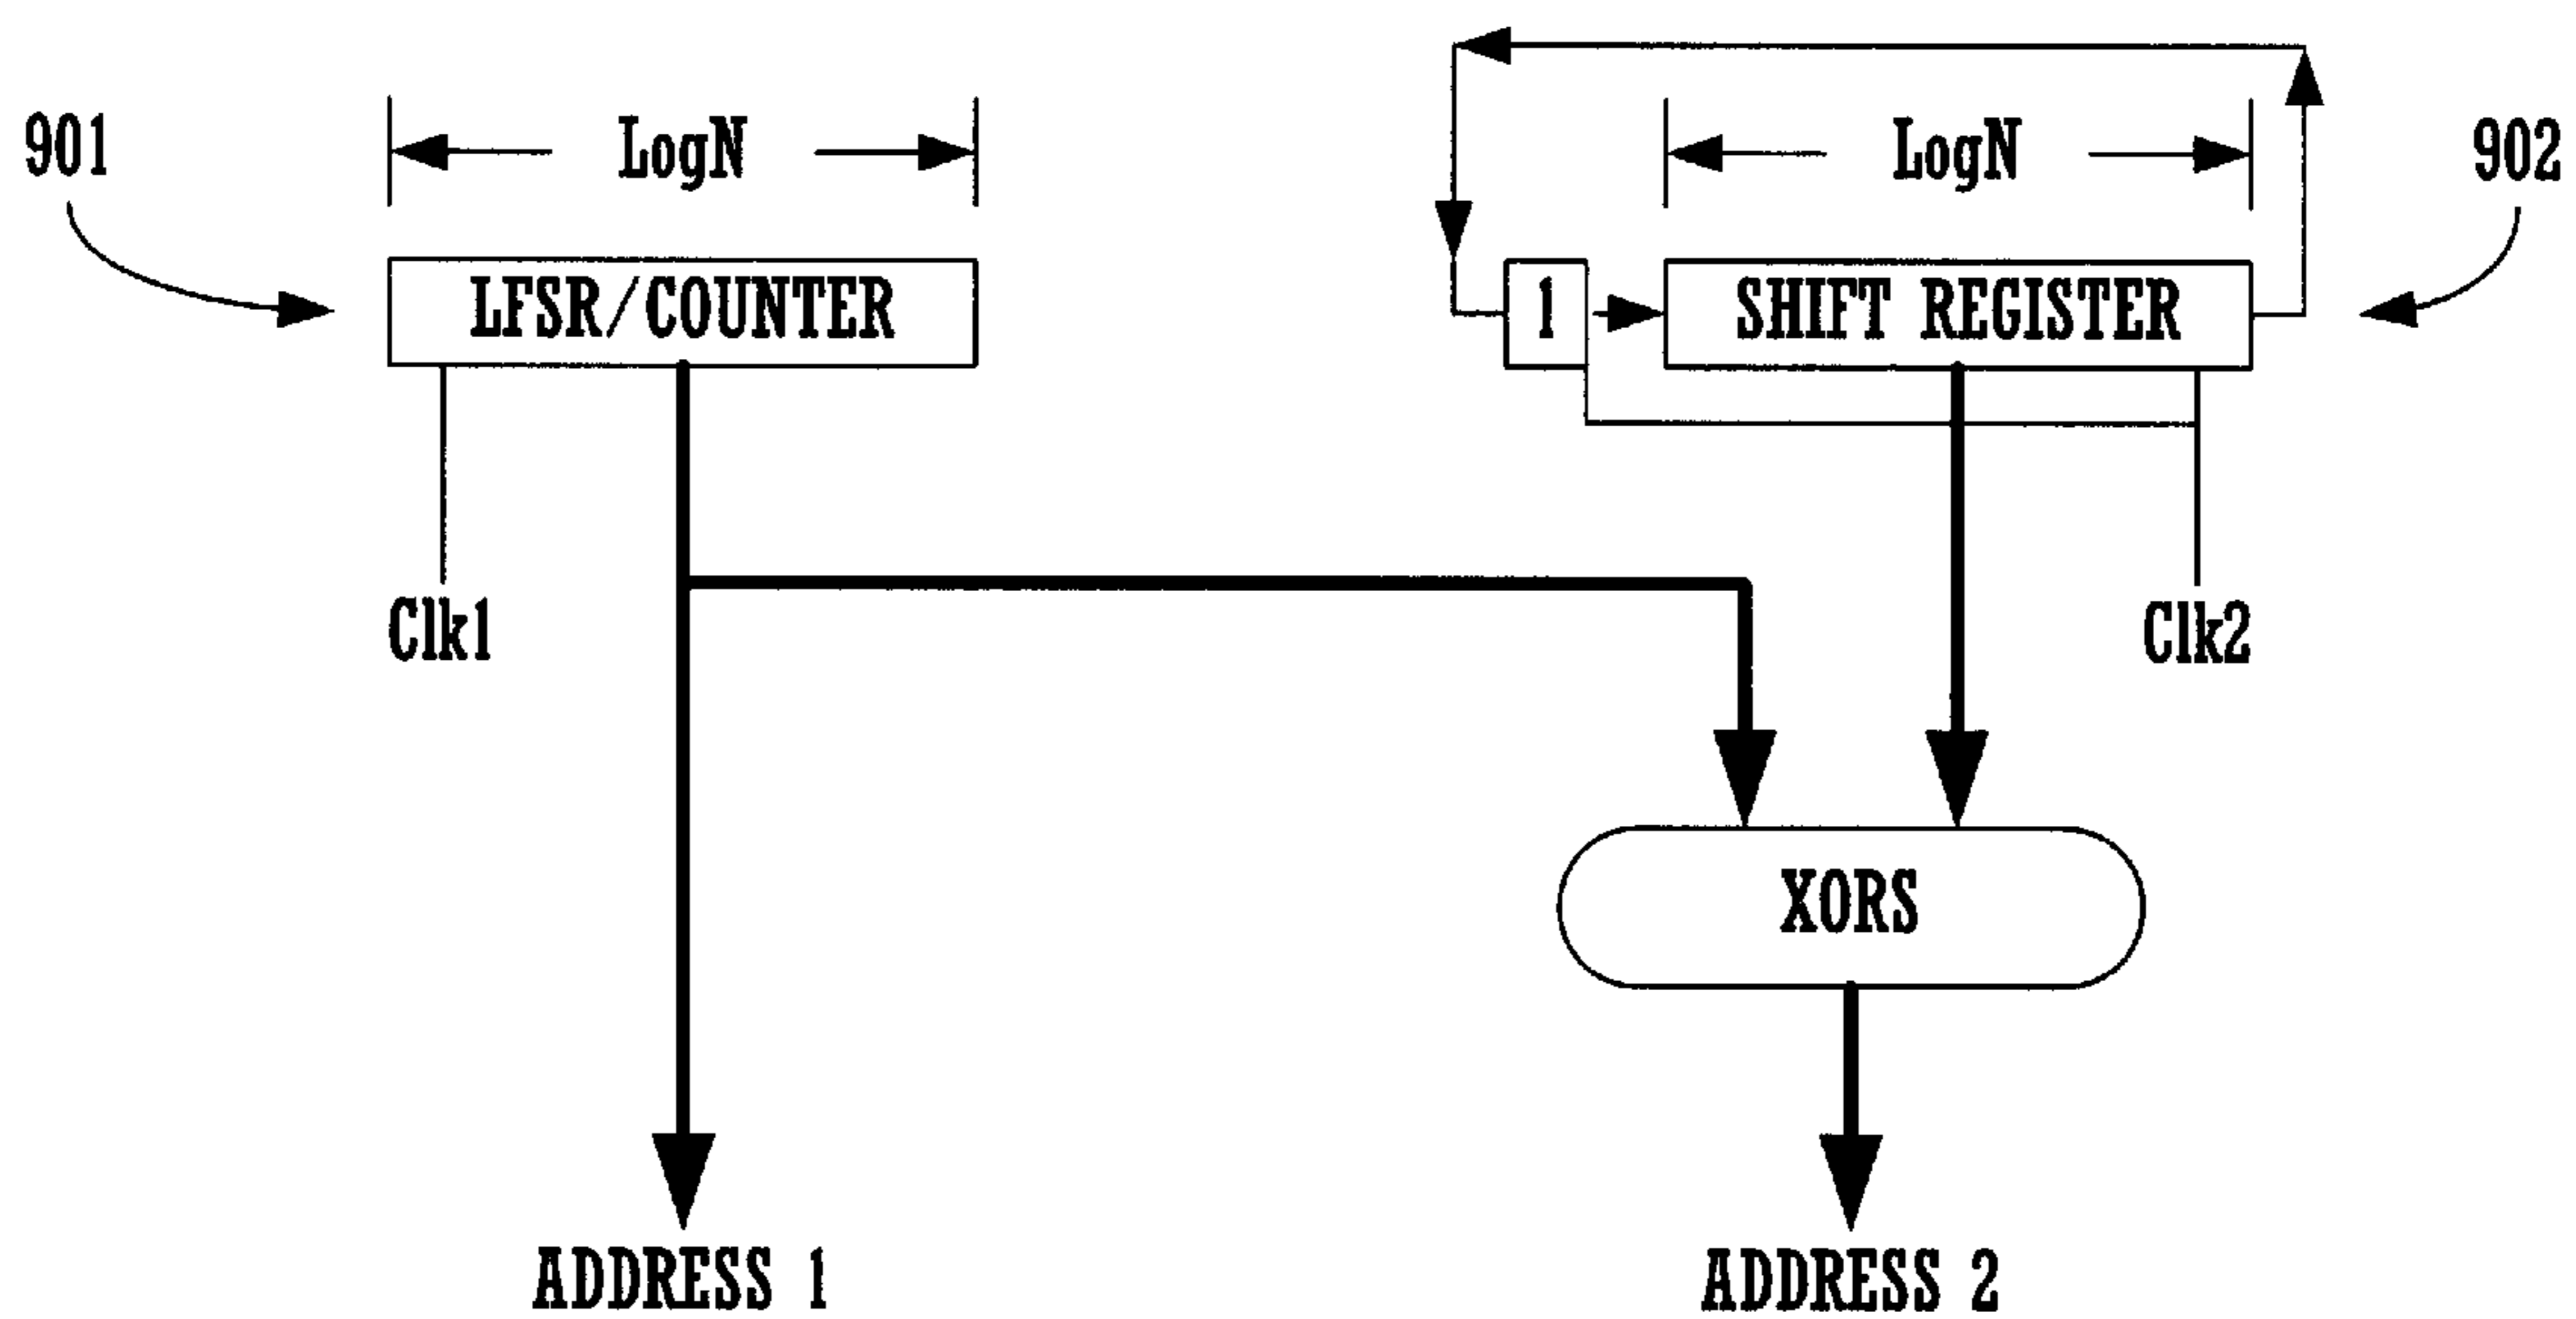 901
LogN
LogN
902
LFSR/COUNTER
1
SHIFT REGISTER
Clk1
Clk2
XORS
ADDRESS 1
ADDRESS 2